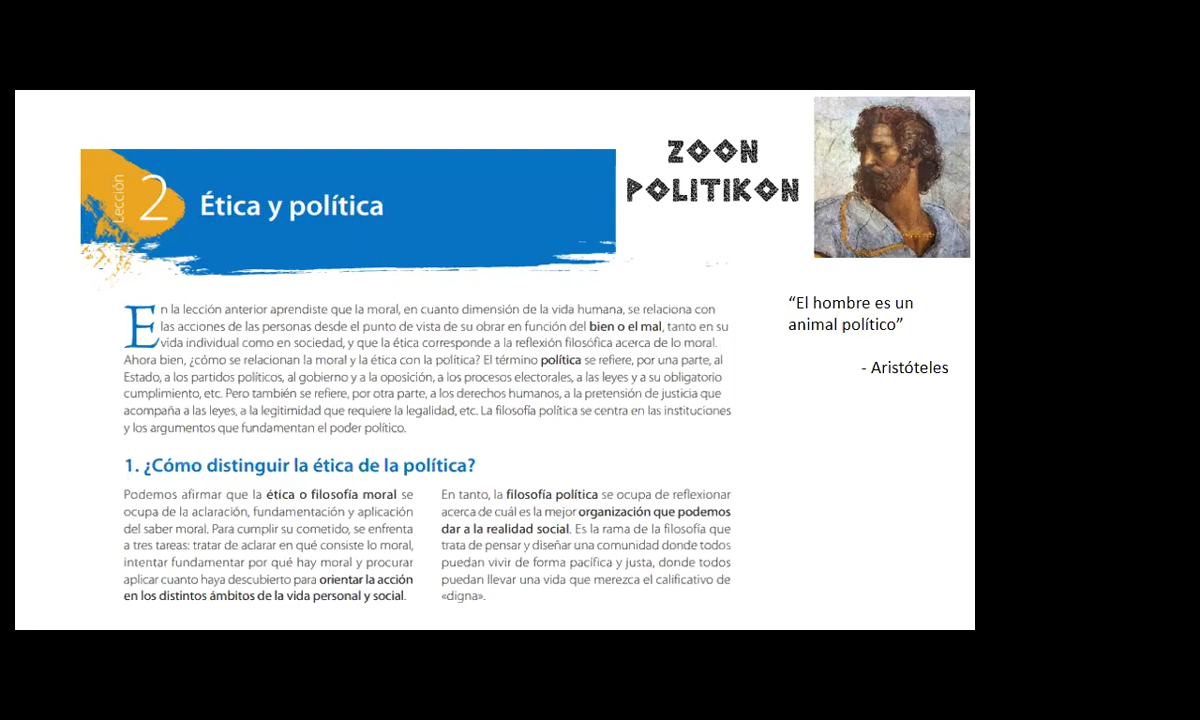 Lección
2
Ética y política
ZOON
POLITIKON
“El hombre es un
animal político”
- Aristóteles
En la lección anterior aprendiste que la moral, en cuanto dimensión de la vida humana, se relaciona con
las acciones de las personas desde el punto de vista de su obrar en función del bien o el mal, tanto en su
vida individual como en sociedad, y que la ética corresponde a la reflexión filosófica acerca de lo moral.
Ahora bien, ¿cómo se relacionan la moral y la ética con la política? El término política se refiere, por una parte, al
Estado, a los partidos políticos, al gobierno y a la oposición, a los procesos electorales, a las leyes y a su obligatorio
cumplimiento, etc. Pero también se refiere, por otra parte, a los derechos humanos, a la pretensión de justicia que
acompaña a las leyes, a la legitimidad que requiere la legalidad, etc. La filosofía política se centra en las instituciones
y los argumentos que fundamentan el poder político.
1. ¿Cómo distinguir la ética de la política?
Podemos afirmar que la ética o filosofía moral se
ocupa de la aclaración, fundamentación y aplicación
del saber moral. Para cumplir su cometido, se enfrenta
a tres tareas: tratar de aclarar en qué consiste lo moral,
intentar fundamentar por qué hay moral y procurar
aplicar cuanto haya descubierto para orientar la acción
en los distintos ámbitos de la vida personal y social.
En tanto, la filosofía política se ocupa de reflexionar
acerca de cuál es la mejor organización que podemos
dar a la realidad social. Es la rama de la filosofía que
trata de pensar y diseñar una comunidad donde todos
puedan vivir de forma pacífica y justa, donde todos
puedan llevar una vida que merezca el calificativo de
«digna».